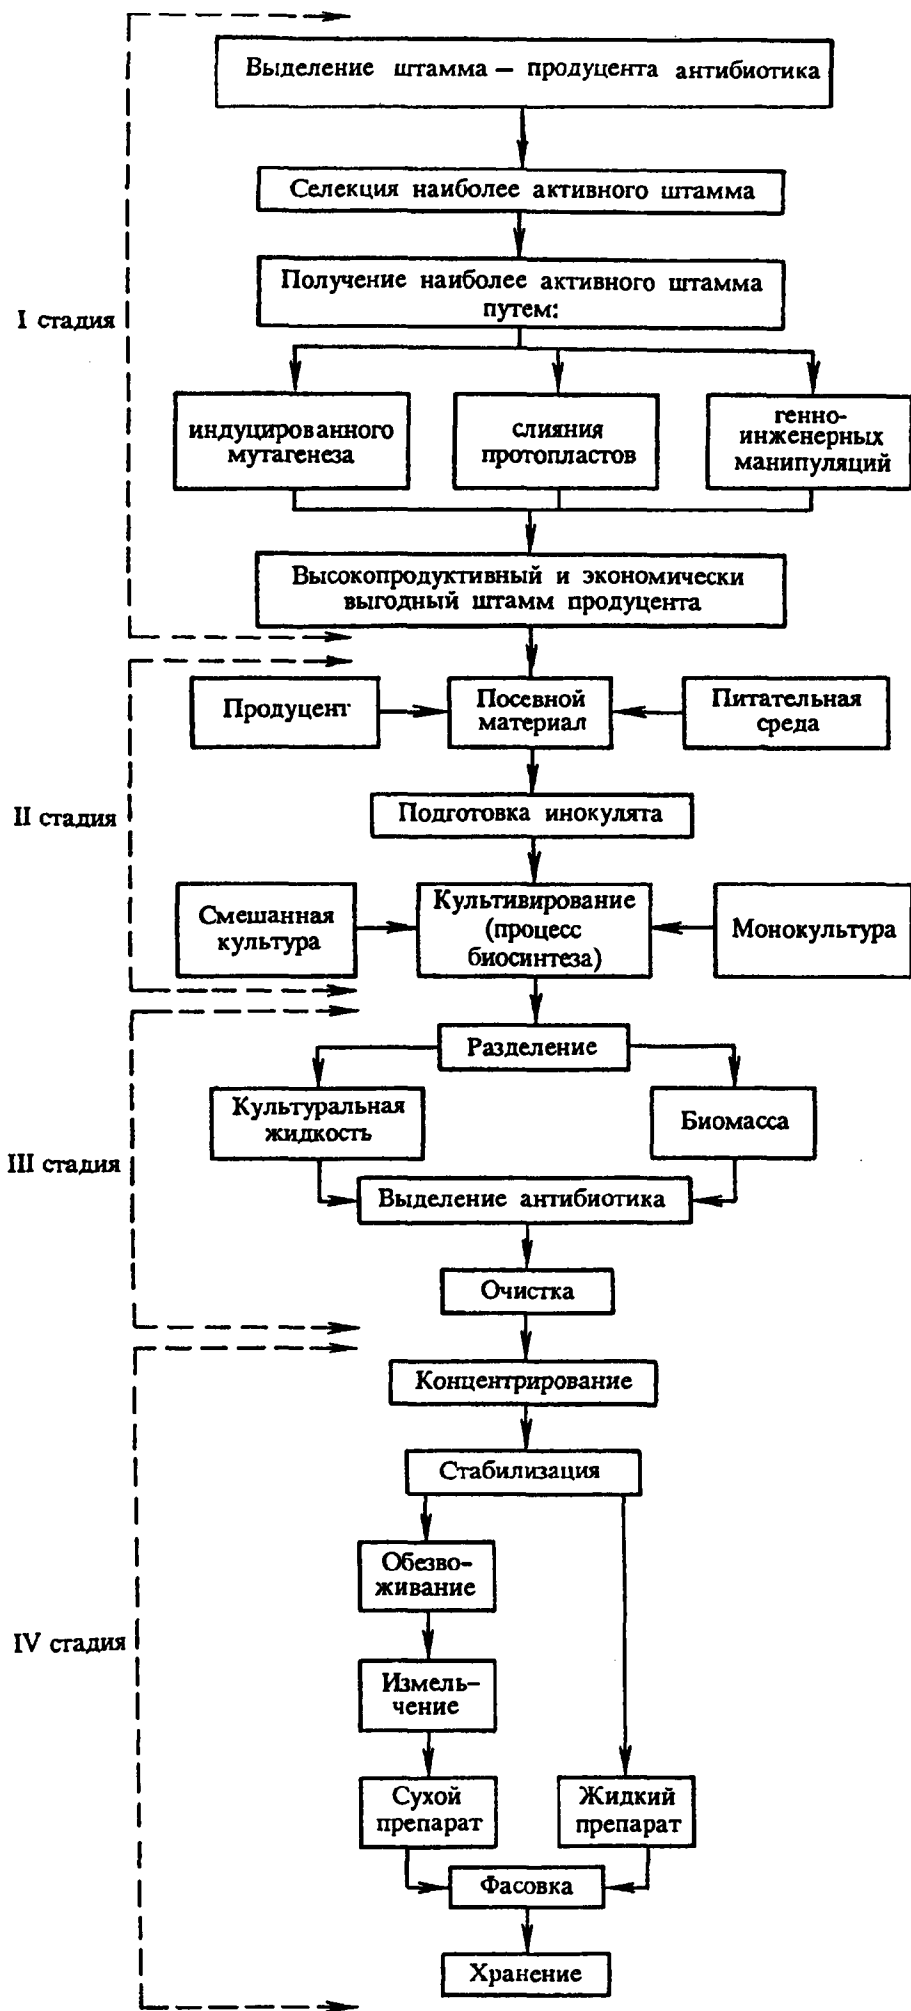 Выделение штамма – продуцента антибиотика
Селекция наиболее активного штамма
Получение наиболее активного штамма
путем:
I стадия
индуцированного
мутагенеза
слияния
протопластов
генно-
инженерных
манипуляций
Высокопродуктивный и экономически
выгодный штамм продуцента
Продуцент
Посевной
материал
Питательная
среда
II стадия
Подготовка инокулята
Смешанная
культура
Культивирование
(процесс
биосинтеза)
Монокультура
Разделение
Культуральная
жидкость
Биомасса
III стадия
Выделение антибиотика
Очистка
Концентрирование
Стабилизация
Обезво-
живание
IV стадия
Измель-
чение
Сухой
препарат
Жидкий
препарат
Фасовка
Хранение